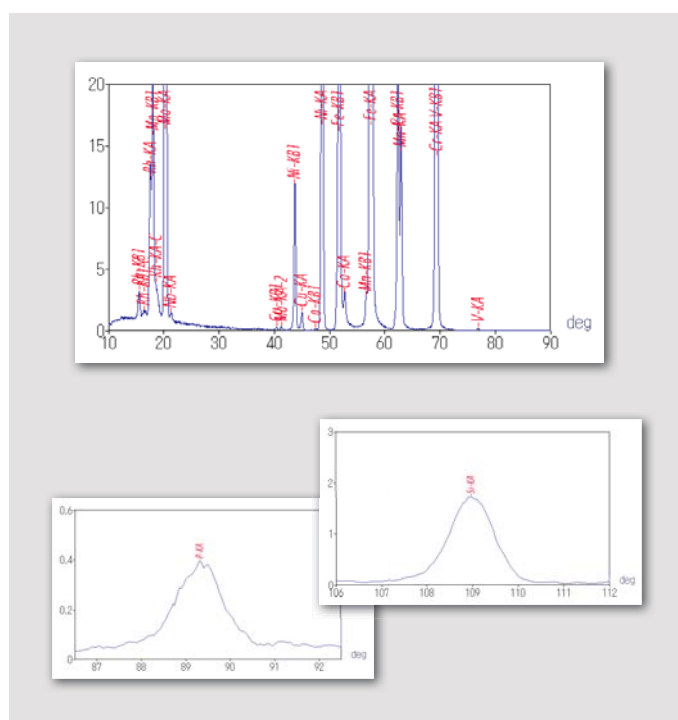 20
15
10
5
0
Rb-KB1
Rh-KA
Rh-KA-C
Nb-KA
Mo-KA
Co-KB1
Ni-KB1
Cu-KA
Co-KB1
Ni-KA
Fe-KB1
Co-KA
Mn-KB1
Fe-KA
Mn-KA
Cr-KA V-KB1
V-KA
10 20 30 40 50 60 70 80 90
deg
3
2
1
0
Si-KA
106 107 108 109 110 111 112
deg
0.6
0.4
0.2
0
P-KA
87 88 89 90 91 92
deg